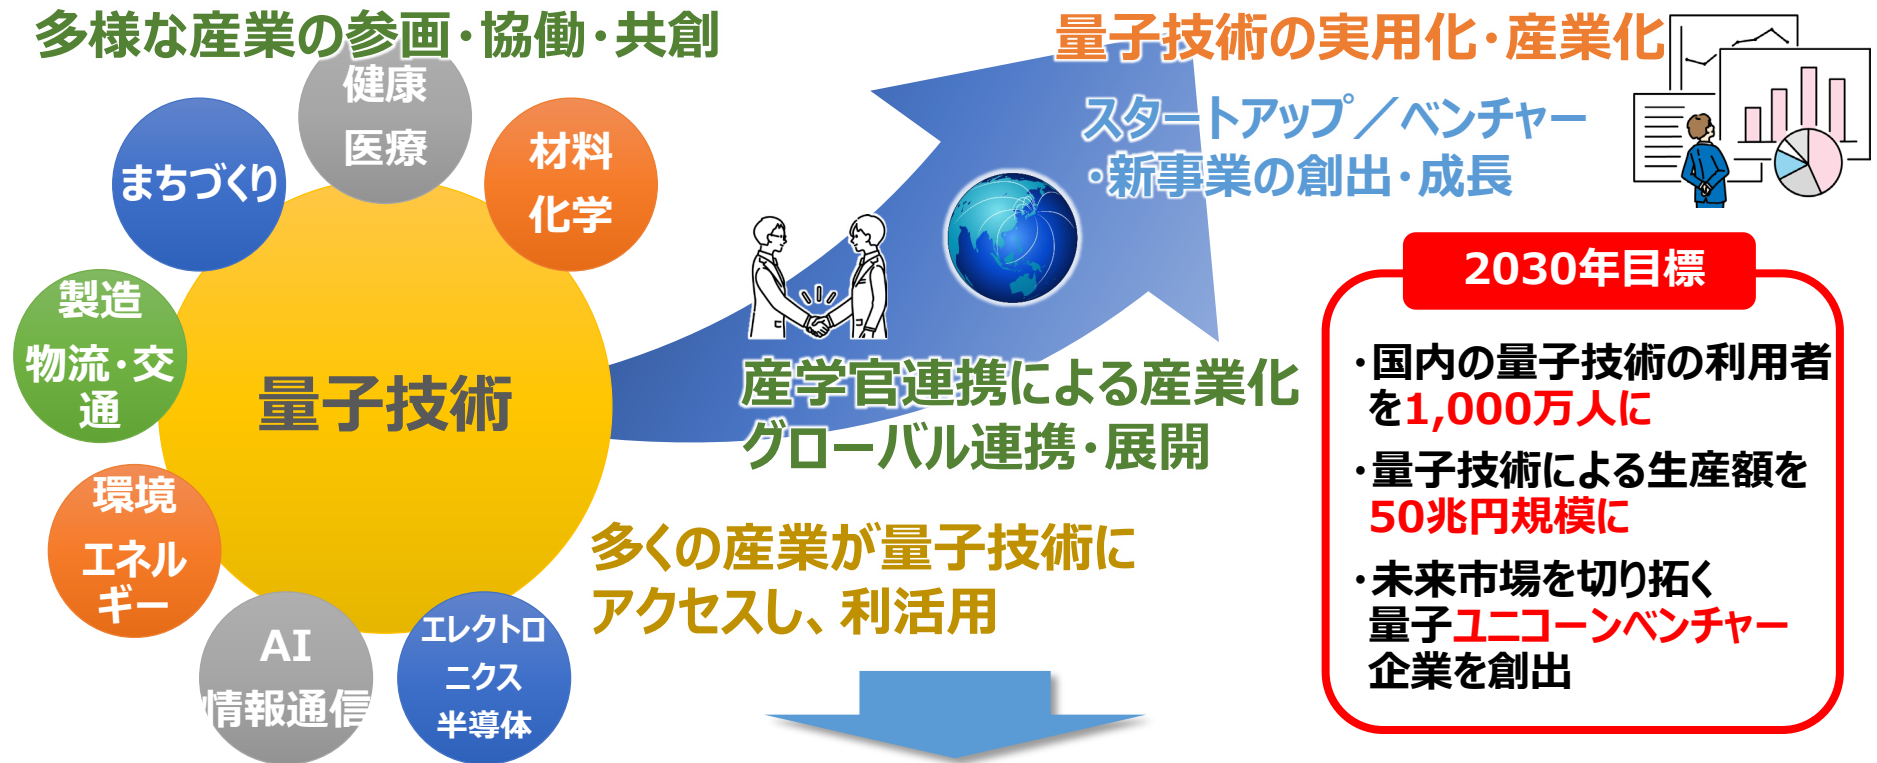 多様な産業の参画・協働・共創
健康
医療
材料
化学
まちづくり
製造
物流・交
通
環境
エネル
ギー
AI
情報通信
エレクトロ
ニクス
半導体
量子技術
量子技術の実用化・産業化
スタートアップ／ベンチャー
・新事業の創出・成長
産学官連携による産業化
グローバル連携・展開
多くの産業が量子技術に
アクセスし、利活用
2030年目標
・国内の量子技術の利用者
を1,000万人に
・量子技術による生産額を
50兆円規模に
・未来市場を切り拓く
量子ユニコーンベンチャー
企業を創出